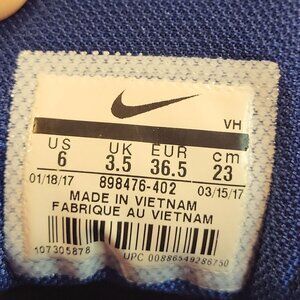 VH
US UK EUR cm
6 3.5 36.5 23
01/18/17 898476-402 03/15/17
MADE IN VIETNAM
FABRIQUE AU VIETNAM
107305878
UPC 00886549286750